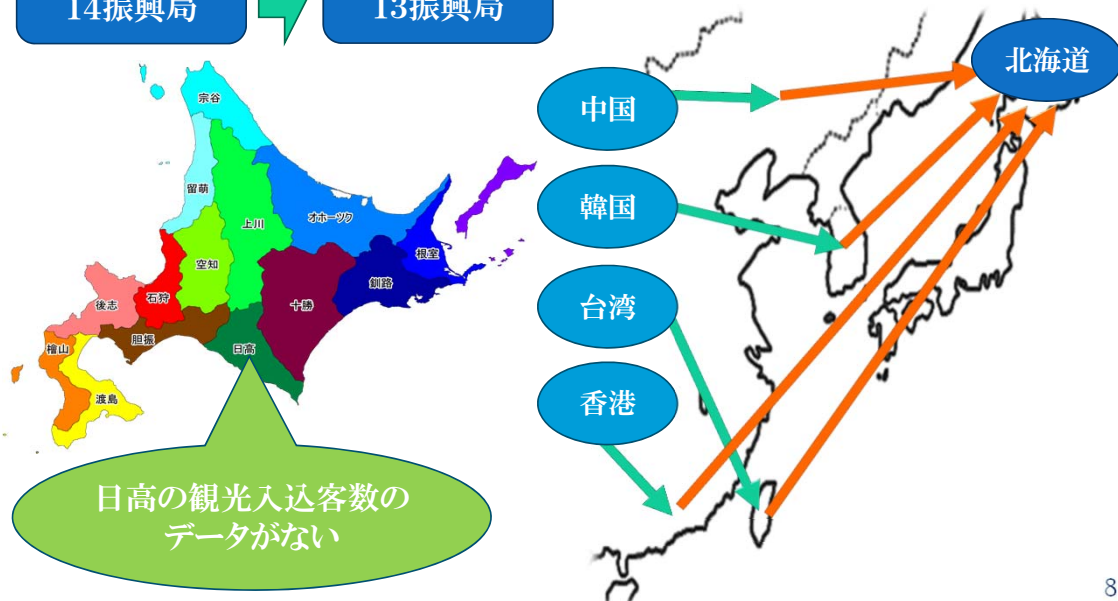 14振興局
13振興局
宗谷
留萌
上川
オホーツク
空知
根室
釧路
石狩
後志
十勝
胆振
日高
檜山
渡島
日高の観光入込客数の
データがない
北海道
中国
韓国
台湾
香港
8